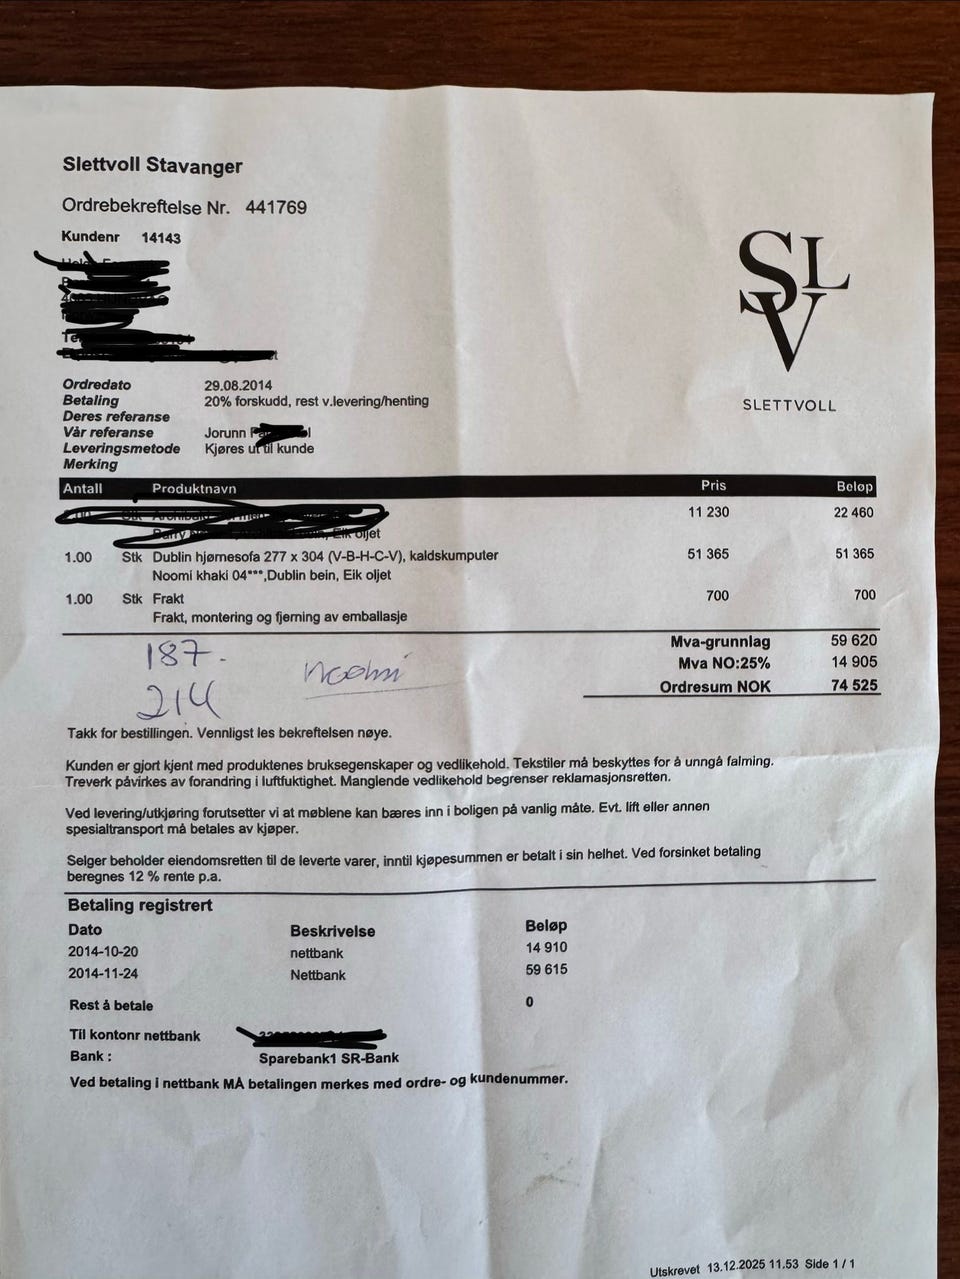 Slettvoll Stavanger
Ordrebekreftelse Nr. 441769
Kundenr 14143
SLV
SLETTVOLL
Ordredato 29.08.2014
Betaling 20% forskudd, rest v.levering/henting
Deres referanse
Vår referanse Jorunn
Leveringsmetode Kjøres ut til kunde
Merking
Antall Produktnavn Pris Beløp
11 230 22 460
Eik oljet
1.00 Stk Dublin hjørnesofa 277 x 304 (V-B-H-C-V), kaldskumputer 51 365 51 365
Noomi khaki 04***,Dublin bein, Eik oljet
1.00 Stk Frakt 700 700
Frakt, montering og fjerning av emballasje
Mva-grunnlag 59 620
Mva NO:25% 14 905
Ordresum NOK 74 525
187.
214
Noomi
Takk for bestillingen. Vennligst les bekreftelsen nøye.
Kunden er gjort kjent med produktenes bruksegenskaper og vedlikehold. Tekstiler må beskyttes for å unngå falming.
Treverk påvirkes av forandring i luftfuktighet. Manglende vedlikehold begrenser reklamasjonsretten.
Ved levering/utkjøring forutsetter vi at møblene kan bæres inn i boligen på vanlig måte. Evt. lift eller annen
spesialtransport må betales av kjøper.
Selger beholder eiendomsretten til de leverte varer, inntil kjøpesummen er betalt i sin helhet. Ved forsinket betaling
beregnes 12 % rente p.a.
Betaling registrert
Dato Beskrivelse Beløp
2014-10-20 nettbank 14 910
2014-11-24 Nettbank 59 615
Rest å betale 0
Til kontonr nettbank
Bank : Sparebank1 SR-Bank
Ved betaling i nettbank MÅ betalingen merkes med ordre- og kundenummer.
Utskrevet 13.12.2025 11.53 Side 1 / 1